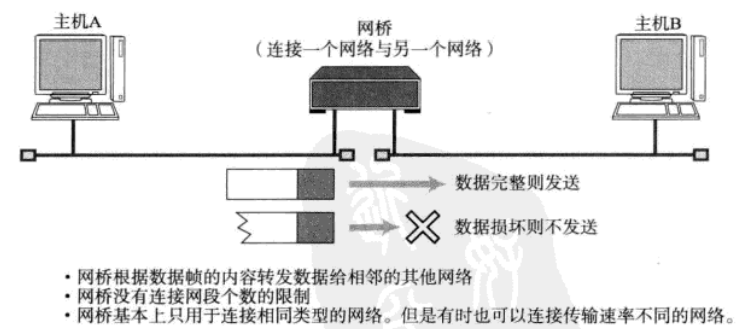 主机A
网桥
（连接一个网络与另一个网络）
主机B
数据完整则发送
数据损坏则不发送
・网桥根据数据帧的内容转发数据给相邻的其他网络
・网桥没有连接网段个数的限制
・网桥基本上只用于连接相同类型的网络。但是有时也可以连接传输速率不同的网络。